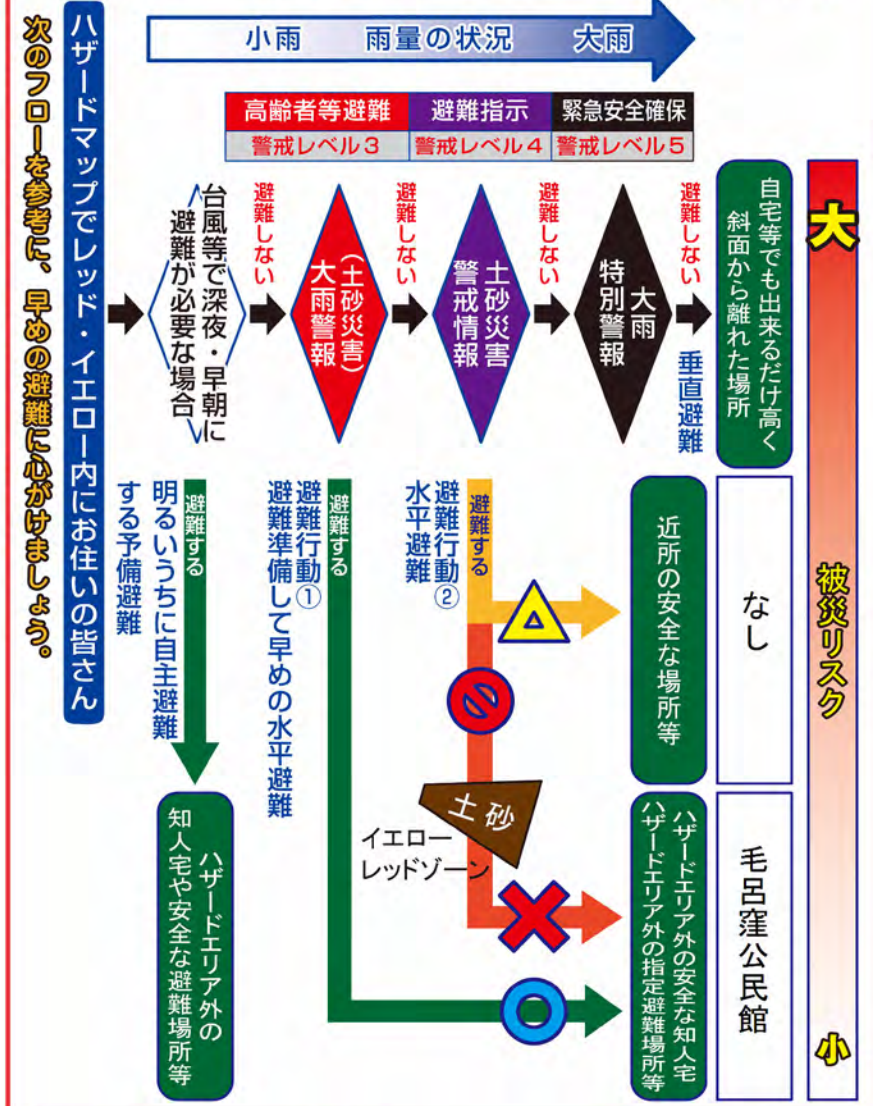 次のフローを参考に、早めの避難に心がけましょう。
ハザードマップでレッド・イエロー内にお住いの皆さん
小雨 雨量の状況 大雨
高齢者等避難 避難指示 緊急安全確保
警戒レベル3 警戒レベル4 警戒レベル5
台風等で深夜・早朝に
避難が必要な場合
避難しない
(土砂災害)
大雨警報
避難しない
土砂災害
警戒情報
避難しない
大雨
特別警報
避難しない
垂直避難
自宅等でも出来るだけ高く
斜面から離れた場所
避難する
明るいうちに自主避難
する予備避難
ハザードエリア外の
知人宅や安全な避難場所等
避難する
避難行動①
避難準備して早めの水平避難
避難する
避難行動②
水平避難
土砂
イエロー
レッドゾーン
近所の安全な場所等
なし
ハザードエリア外の安全な知人宅
ハザードエリア外の指定避難場所等
毛呂窪公民館
大
被災リスク
小